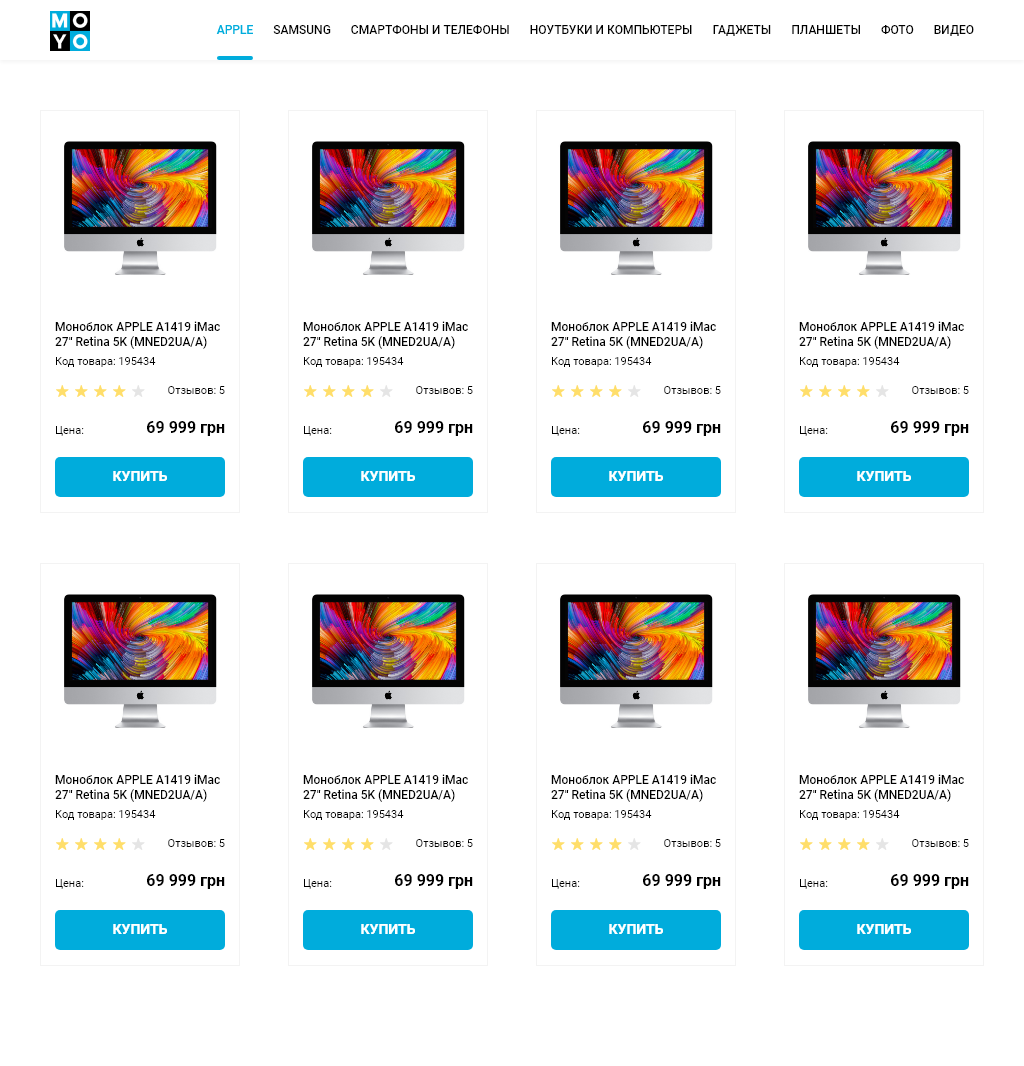 MO
YO
APPLE SAMSUNG СМАРТФОНЫ И ТЕЛЕФОНЫ НОУТБУКИ И КОМПЬЮТЕРЫ ГАДЖЕТЫ ПЛАНШЕТЫ ФОТО ВИДЕО
Моноблок APPLE A1419 iMac
27" Retina 5K (MNED2UA/A)
Код товара: 195434
Отзывов: 5
Цена: 69 999 грн
КУПИТЬ
Моноблок APPLE A1419 iMac
27" Retina 5K (MNED2UA/A)
Код товара: 195434
Отзывов: 5
Цена: 69 999 грн
КУПИТЬ
Моноблок APPLE A1419 iMac
27" Retina 5K (MNED2UA/A)
Код товара: 195434
Отзывов: 5
Цена: 69 999 грн
КУПИТЬ
Моноблок APPLE A1419 iMac
27" Retina 5K (MNED2UA/A)
Код товара: 195434
Отзывов: 5
Цена: 69 999 грн
КУПИТЬ
Моноблок APPLE A1419 iMac
27" Retina 5K (MNED2UA/A)
Код товара: 195434
Отзывов: 5
Цена: 69 999 грн
КУПИТЬ
Моноблок APPLE A1419 iMac
27" Retina 5K (MNED2UA/A)
Код товара: 195434
Отзывов: 5
Цена: 69 999 грн
КУПИТЬ
Моноблок APPLE A1419 iMac
27" Retina 5K (MNED2UA/A)
Код товара: 195434
Отзывов: 5
Цена: 69 999 грн
КУПИТЬ
Моноблок APPLE A1419 iMac
27" Retina 5K (MNED2UA/A)
Код товара: 195434
Отзывов: 5
Цена: 69 999 грн
КУПИТЬ